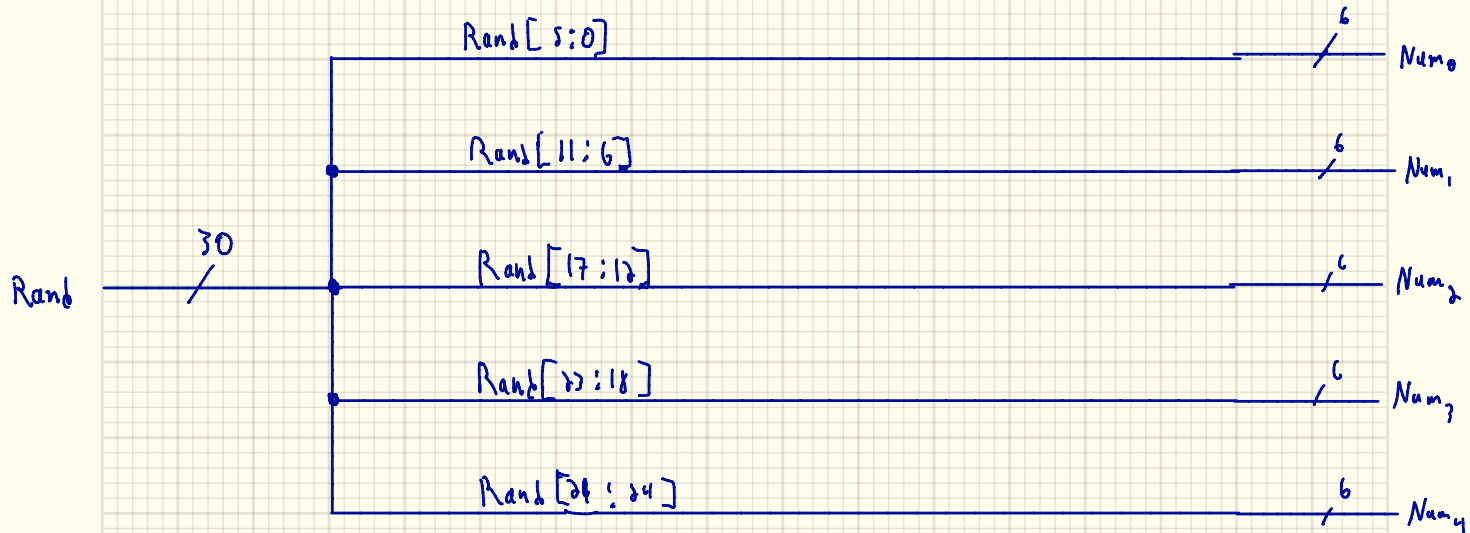 6
Rand[5:0]
Num₀
6
Rand[11:6]
Num₁
30
6
Rand[17:12]
Rand
Num₂
6
Rand[23:18]
Num₃
6
Rand[29:24]
Num₄